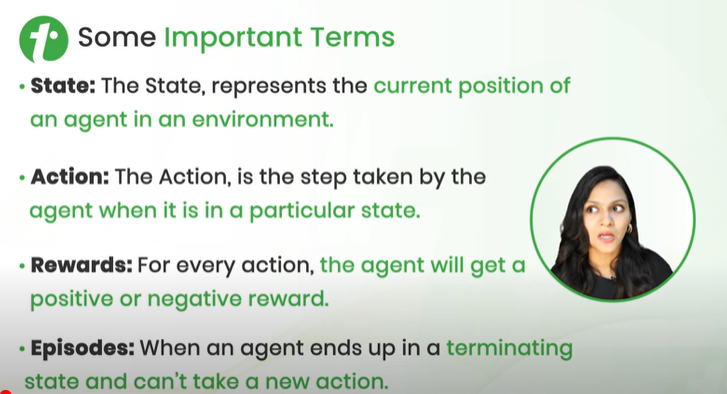 Some Important Terms
• State: The State, represents the current position of
an agent in an environment.
• Action: The Action, is the step taken by the
agent when it is in a particular state.
• Rewards: For every action, the agent will get a
positive or negative reward.
• Episodes: When an agent ends up in a terminating
state and can't take a new action.